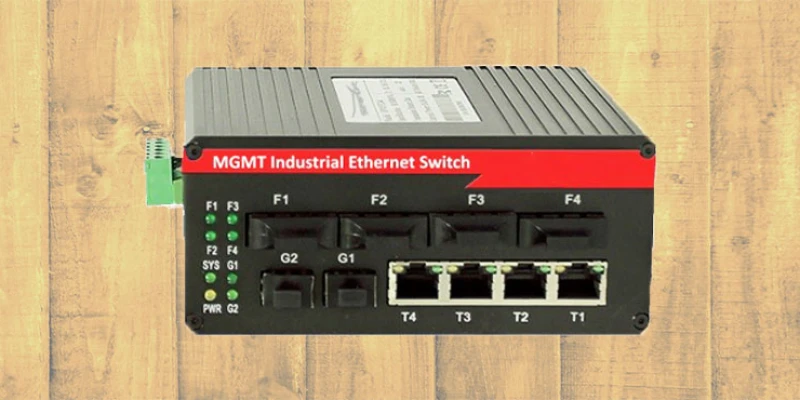 MGMT Industrial Ethernet Switch
F1 F2 F3 F4
F1 F3
F2 F4
G2 G1
SYS G1
PWR G2
T4 T3 T2 T1